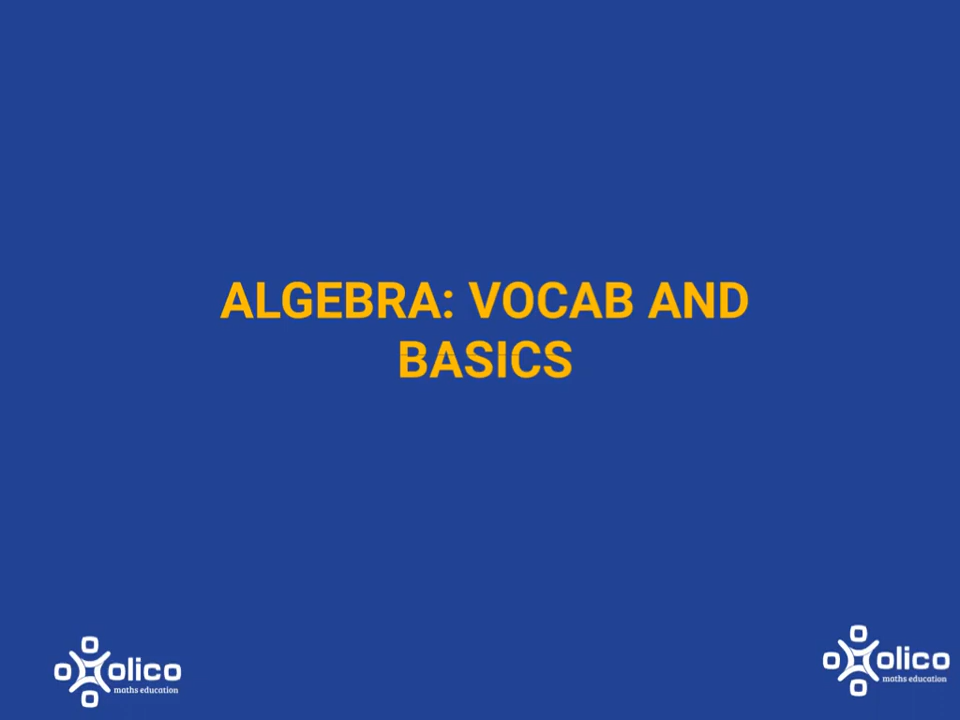 ALGEBRA: VOCAB AND
BASICS
olico
maths education
olico
maths education